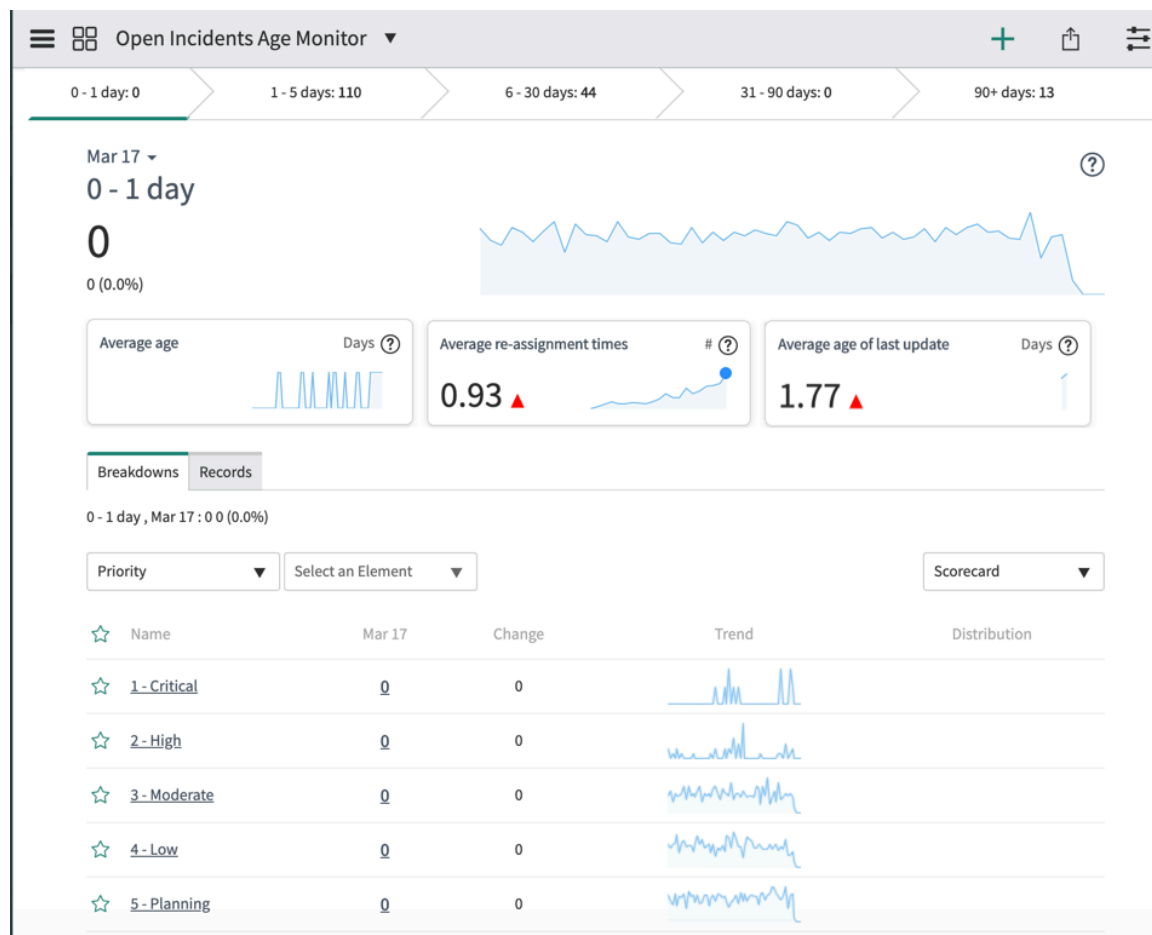 Open Incidents Age Monitor ▼
0 - 1 day: 0 1 - 5 days: 110 6 - 30 days: 44 31 - 90 days: 0 90+ days: 13
Mar 17
0 - 1 day
0
0 (0.0%)
Average age Days ?
Average re-assignment times # ?
0.93 ▲
Average age of last update Days ?
1.77 ▲
Breakdowns Records
0 - 1 day , Mar 17 : 0 0 (0.0%)
Priority ▼ Select an Element ▼ Scorecard ▼
Name Mar 17 Change Trend Distribution
1 - Critical 0 0
2 - High 0 0
3 - Moderate 0 0
4 - Low 0 0
5 - Planning 0 0